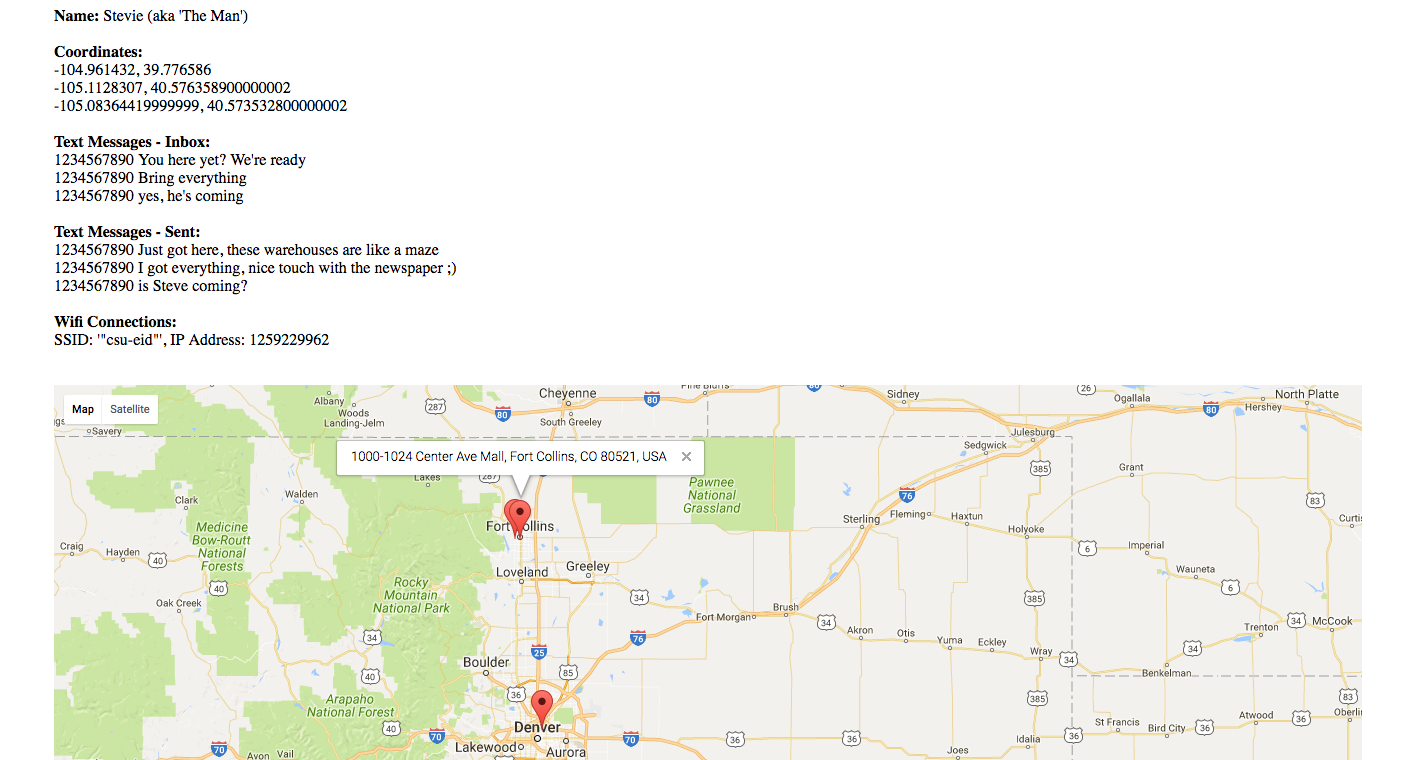 Name: Stevie (aka 'The Man')
Coordinates:
-104.961432, 39.776586
-105.1128307, 40.576358900000002
-105.08364419999999, 40.573532800000002
Text Messages - Inbox:
1234567890 You here yet? We're ready
1234567890 Bring everything
1234567890 yes, he's coming
Text Messages - Sent:
1234567890 Just got here, these warehouses are like a maze
1234567890 I got everything, nice touch with the newspaper ;)
1234567890 is Steve coming?
Wifi Connections:
SSID: '"csu-eid"', IP Address: 1259229962
Map
Satellite
Albany
Woods
Landing-Jelm
Savery
287
80
Cheyenne
South Greeley
80
80
Sidney
26
Ogallala
80
Hershey
North Platte
Julesburg
Sedgwick
1000-1024 Center Ave Mall, Fort Collins, CO 80521, USA
Lakes
287
385
Grant
Pawnee
National
Grassland
76
83
Clark
Walden
Medicine
Bow-Routt
National
Forests
Fort Collins
Sterling
Fleming
Haxtun
Holyoke
Craig
Hayden
40
6
Imperial
Loveland
Greeley
Wauneta
40
6
Rocky
Mountain
National Park
Oak Creek
34
385
Fort Morgan
Brush
34
Akron
Otis
Yuma
Eckley
Wray
34
34
Trenton
34
McCook
34
76
25
Boulder
85
40
34
Benkelman
36
385
83
Arapaho
National Forest
40
Denver
St Francis
Bird City
36
Atwood
36
70
70
Avon
Vail
Lakewood
Aurora
70
36
36
Joes
Idalia
36